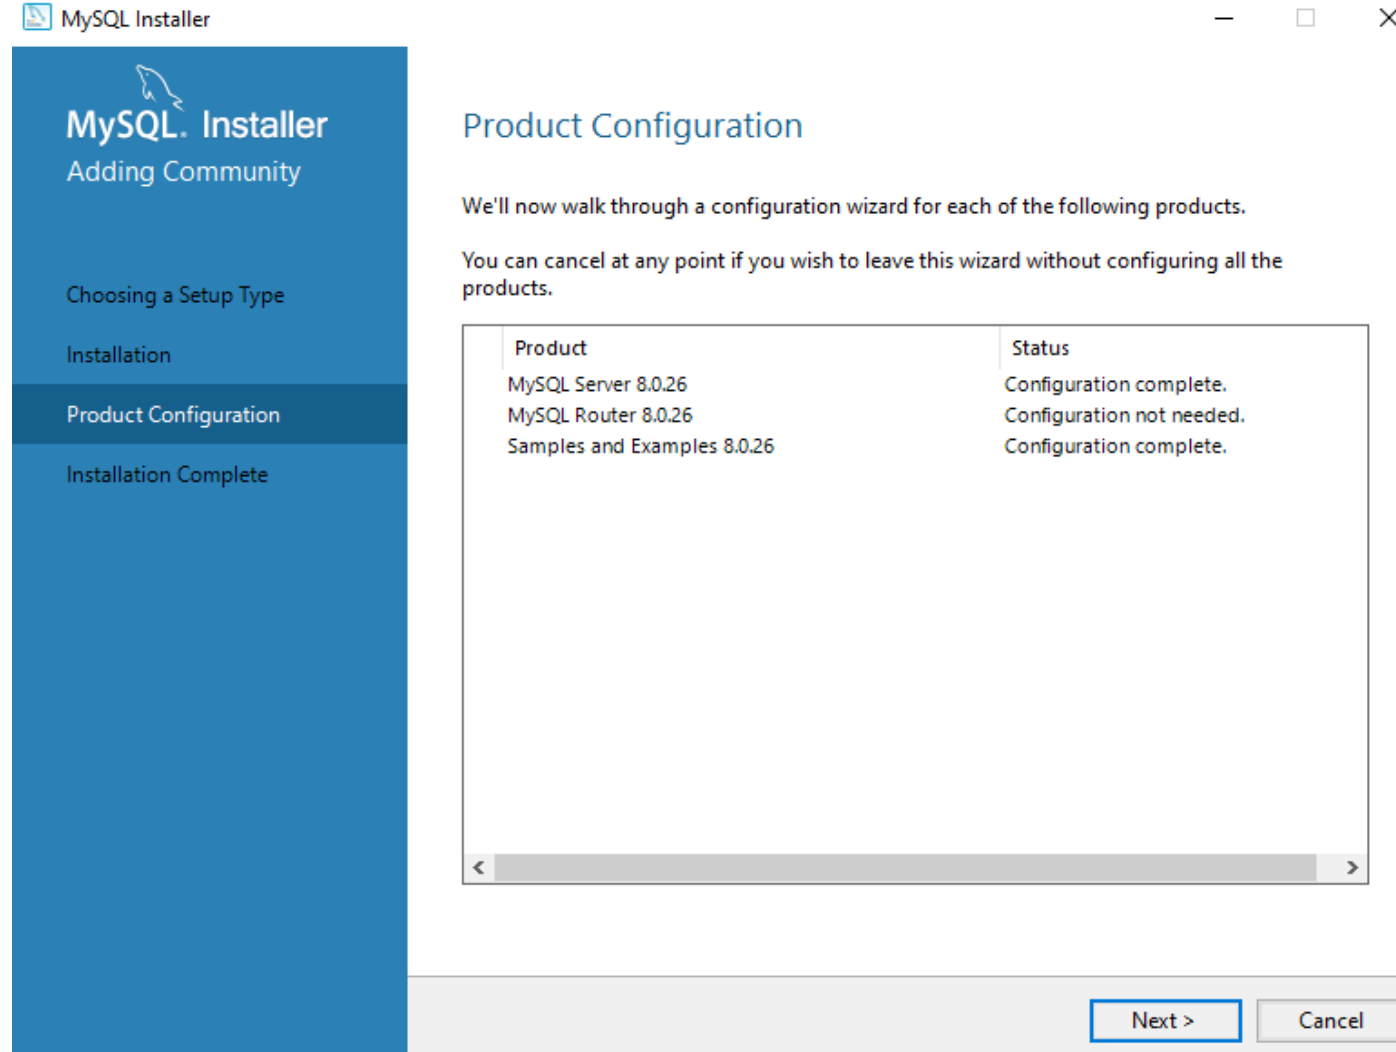 MySQL Installer
MySQL. Installer
Adding Community
Choosing a Setup Type
Installation
Product Configuration
Installation Complete
Product Configuration
We'll now walk through a configuration wizard for each of the following products.
You can cancel at any point if you wish to leave this wizard without configuring all the
products.
Product Status
MySQL Server 8.0.26 Configuration complete.
MySQL Router 8.0.26 Configuration not needed.
Samples and Examples 8.0.26 Configuration complete.
Next > Cancel